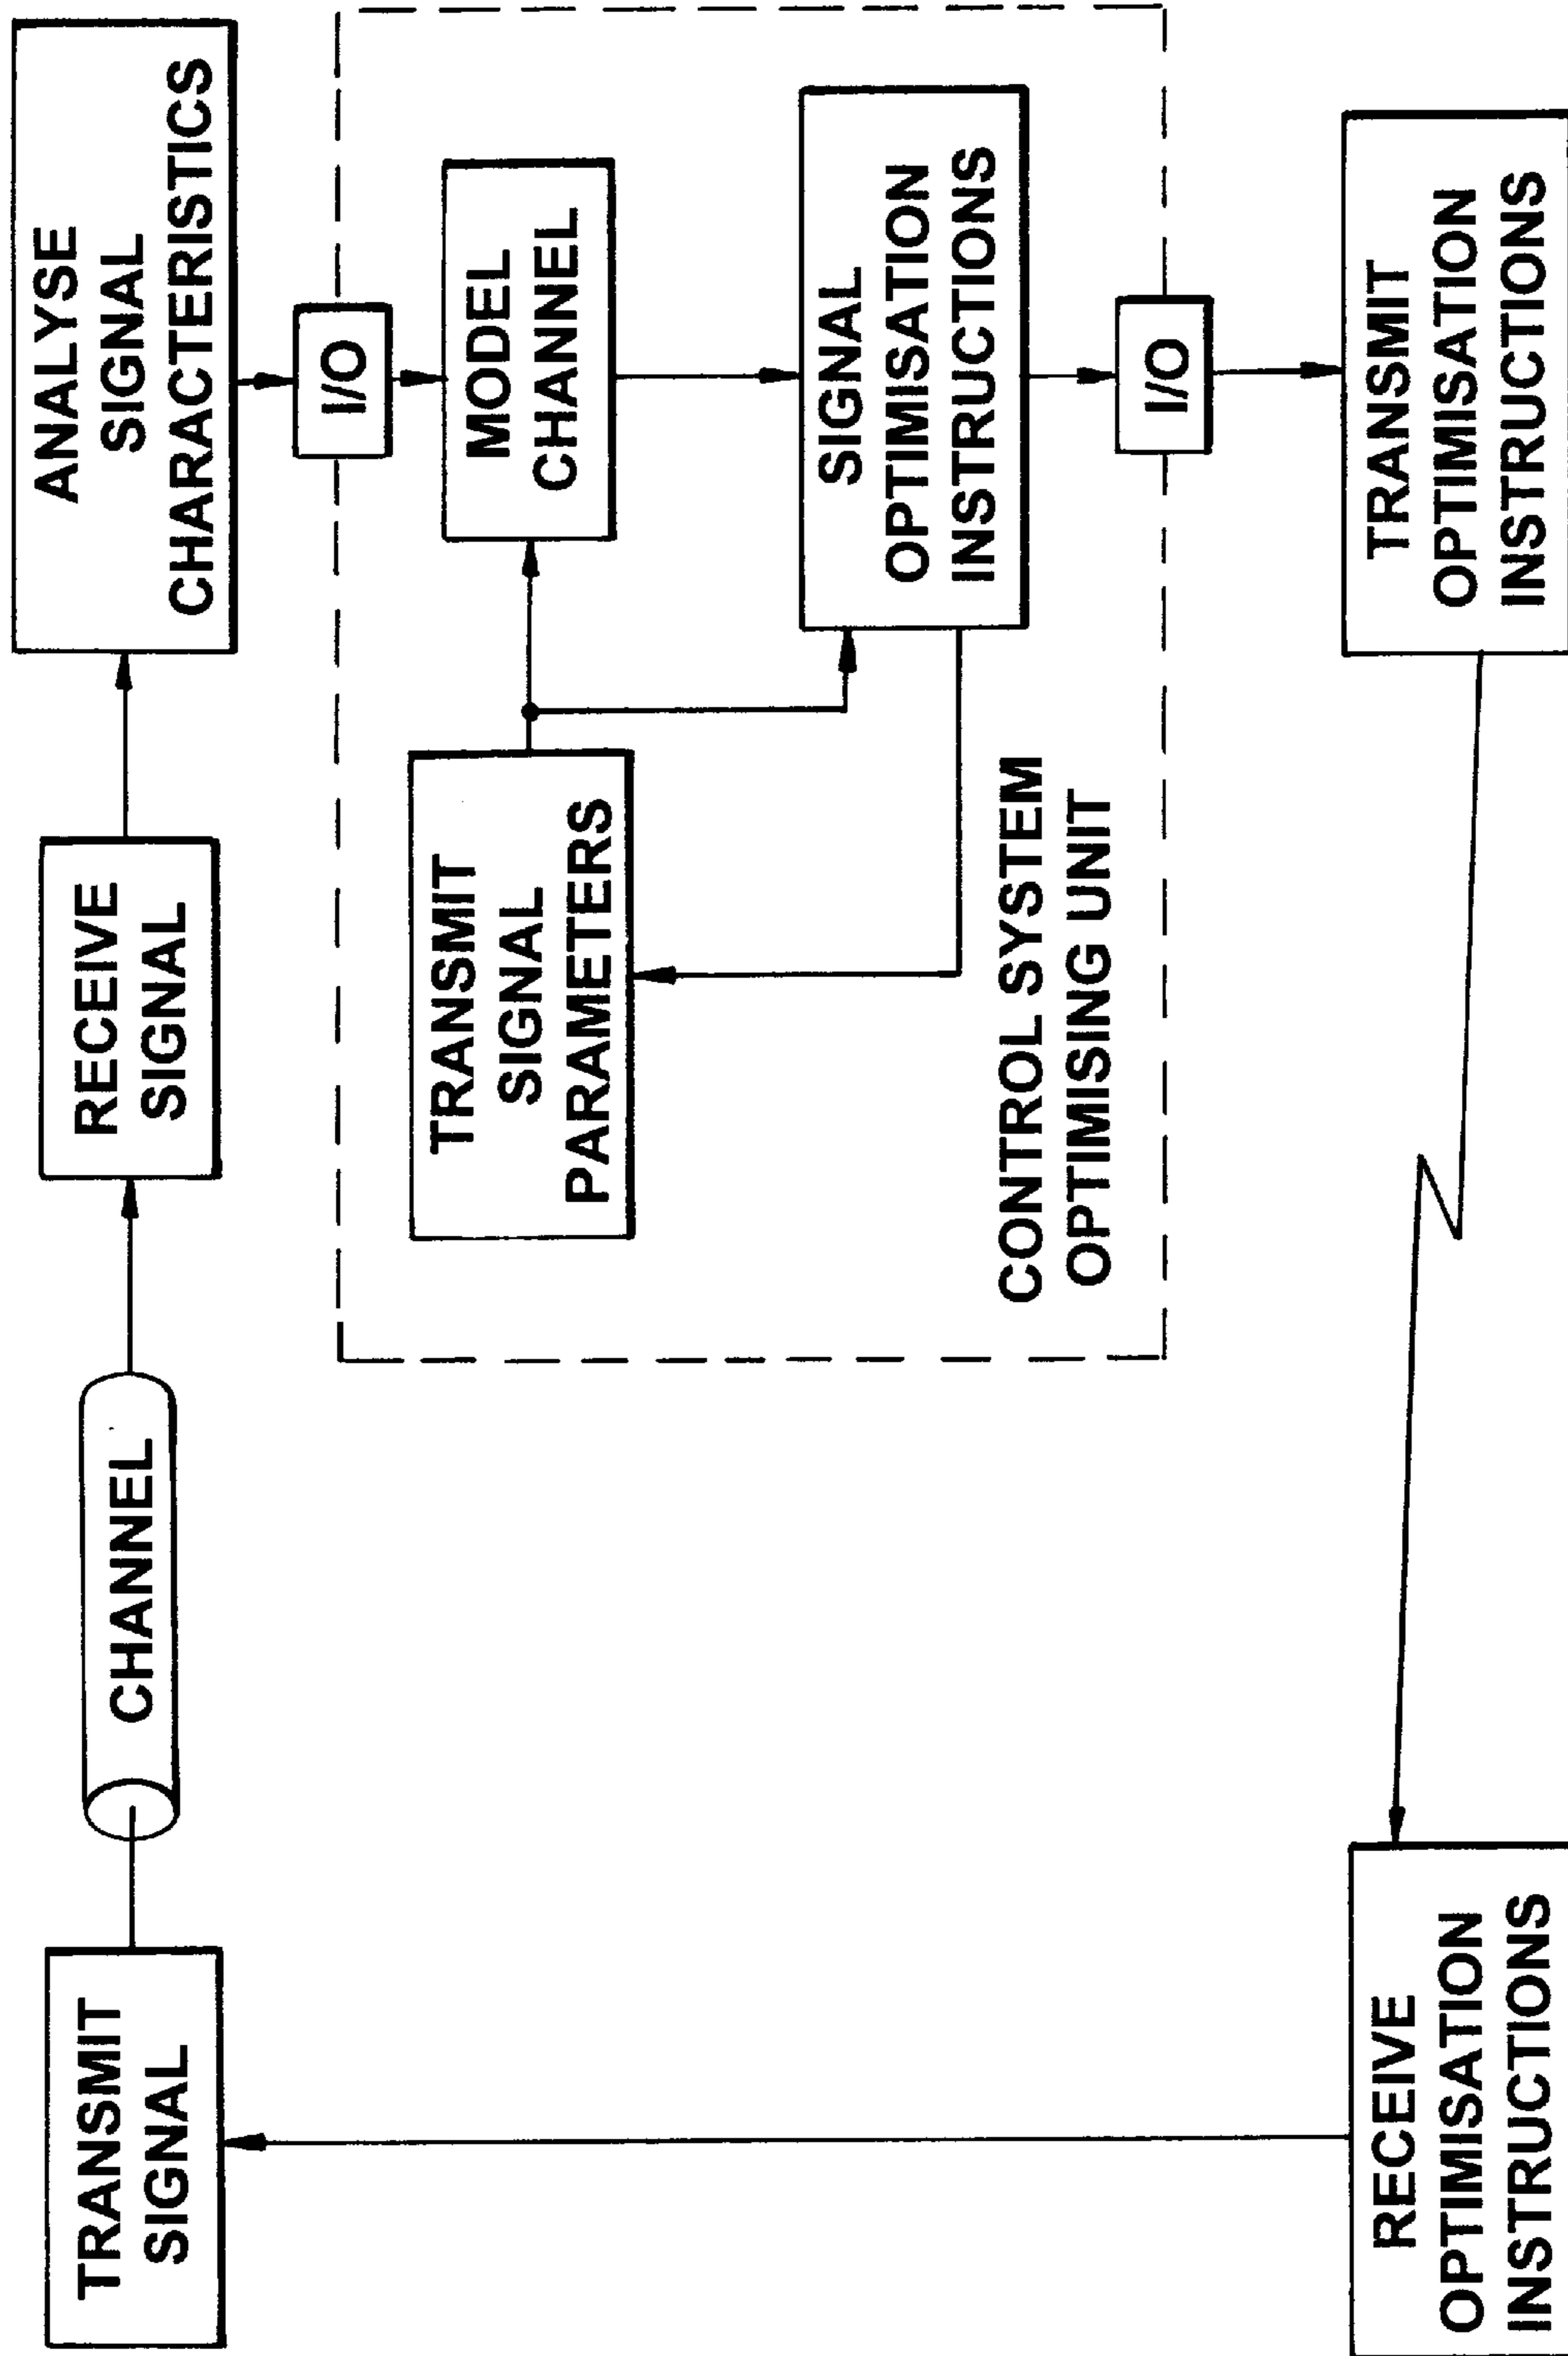 TRANSMIT
SIGNAL
CHANNEL
RECEIVE
SIGNAL
ANALYSE
SIGNAL
CHARACTERISTICS
I/O
TRANSMIT
SIGNAL
PARAMETERS
MODEL
CHANNEL
SIGNAL
OPTIMISATION
INSTRUCTIONS
CONTROL SYSTEM
OPTIMISING UNIT
I/O
RECEIVE
OPTIMISATION
INSTRUCTIONS
TRANSMIT
OPTIMISATION
INSTRUCTIONS